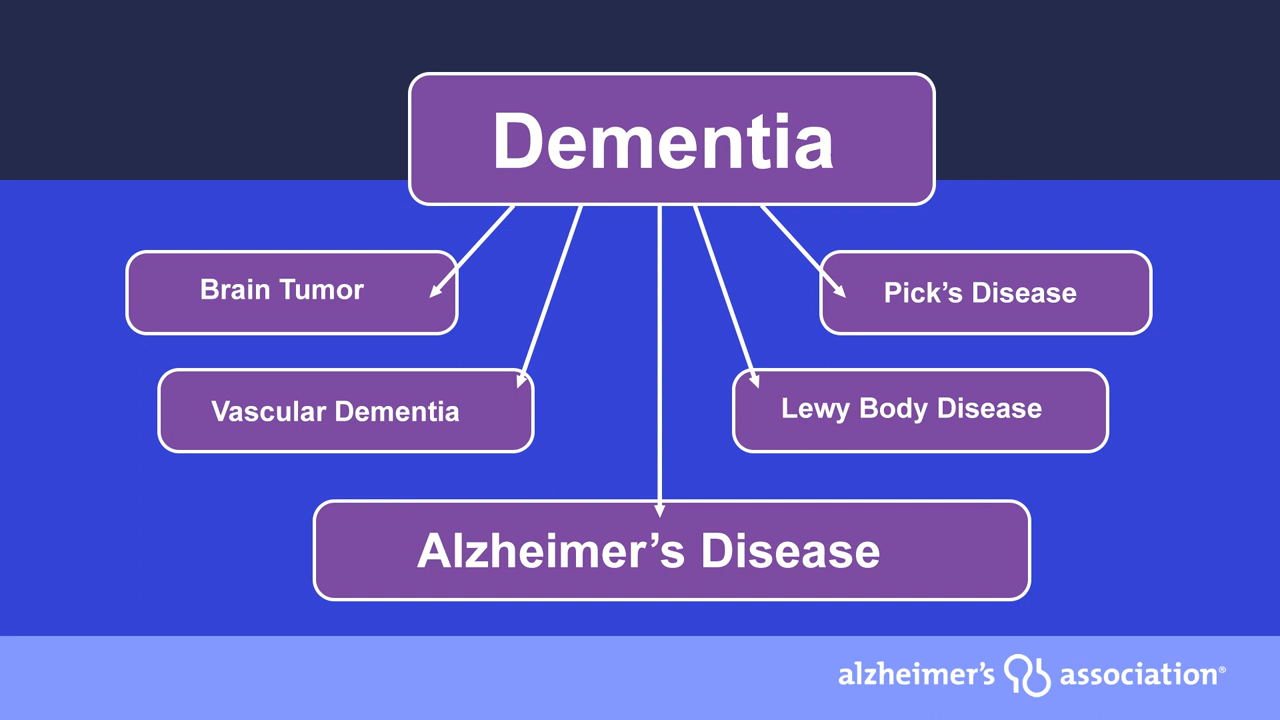 Dementia
Brain Tumor
Pick’s Disease
Vascular Dementia
Lewy Body Disease
Alzheimer’s Disease
alzheimer's association®